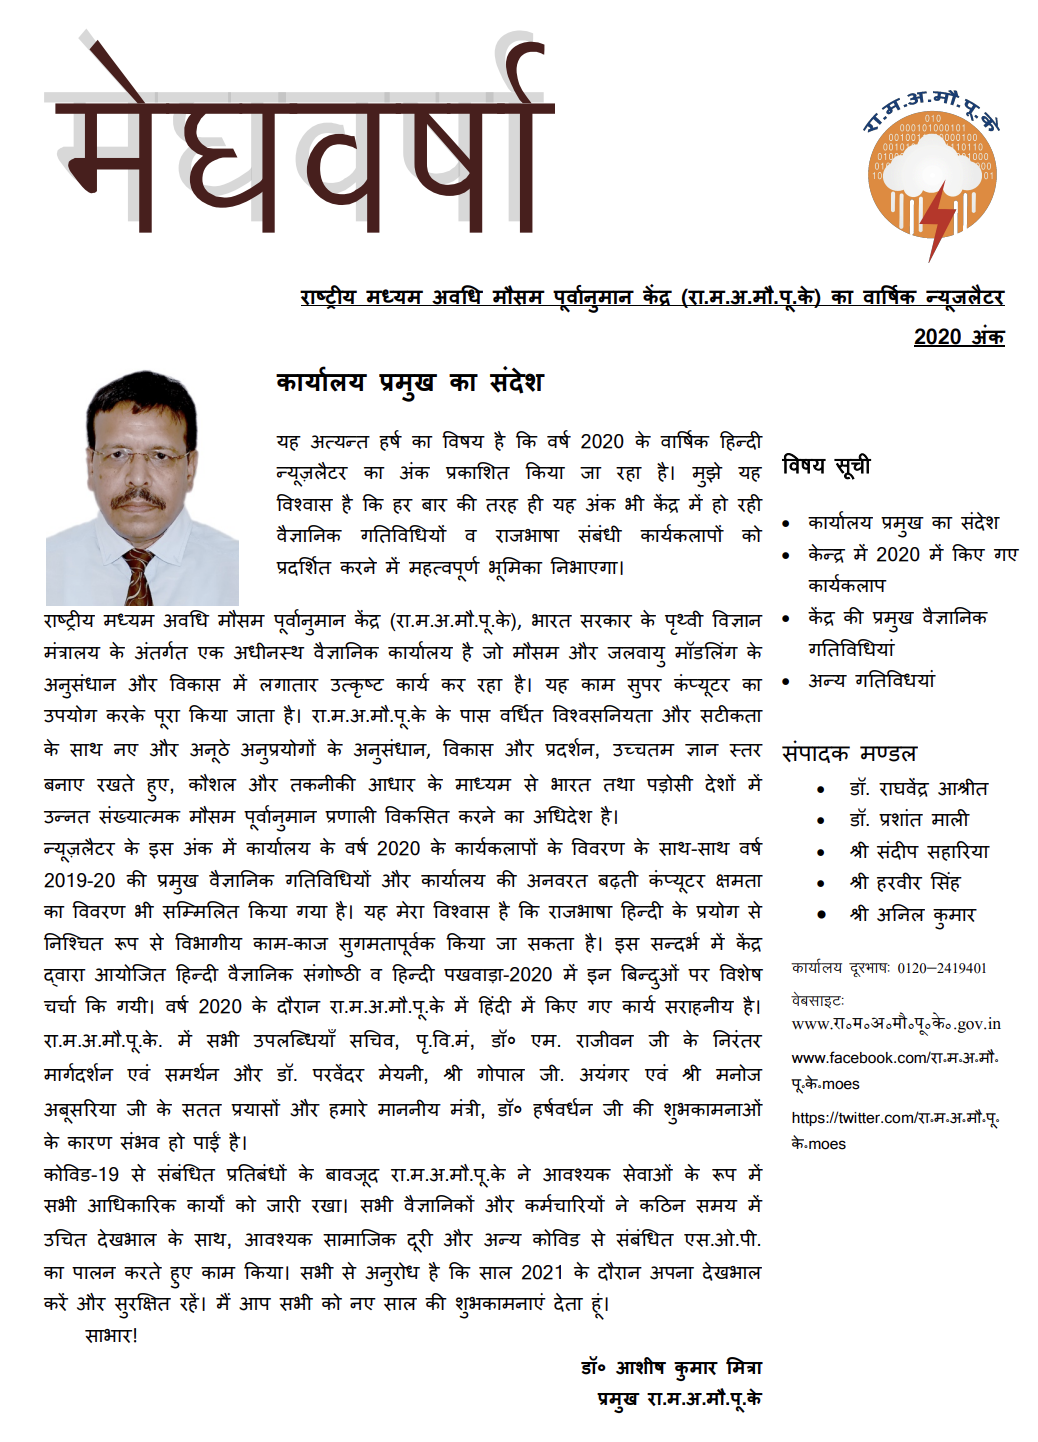 मेघवर्षा
रा.म.अ.मौ.पू.के
राष्ट्रीय मध्यम अवधि मौसम पूर्वानुमान केंद्र (रा.म.अ.मौ.पू.के) का वार्षिक न्यूजलैटर
2020 अंक
कार्यालय प्रमुख का संदेश
यह अत्यन्त हर्ष का विषय है कि वर्ष 2020 के वार्षिक हिन्दी
न्यूज़लैटर का अंक प्रकाशित किया जा रहा है। मुझे यह
विश्वास है कि हर बार की तरह ही यह अंक भी केंद्र में हो रही
वैज्ञानिक गतिविधियों व राजभाषा संबंधी कार्यकलापों को
प्रदर्शित करने में महत्वपूर्ण भूमिका निभाएगा।
राष्ट्रीय मध्यम अवधि मौसम पूर्वानुमान केंद्र (रा.म.अ.मौ.पू.के), भारत सरकार के पृथ्वी विज्ञान
मंत्रालय के अंतर्गत एक अधीनस्थ वैज्ञानिक कार्यालय है जो मौसम और जलवायु मॉडलिंग के
अनुसंधान और विकास में लगातार उत्कृष्ट कार्य कर रहा है। यह काम सुपर कंप्यूटर का
उपयोग करके पूरा किया जाता है। रा.म.अ.मौ.पू.के के पास वर्धित विश्वसनियता और सटीकता
के साथ नए और अनूठे अनुप्रयोगों के अनुसंधान, विकास और प्रदर्शन, उच्चतम ज्ञान स्तर
बनाए रखते हुए, कौशल और तकनीकी आधार के माध्यम से भारत तथा पड़ोसी देशों में
उन्नत संख्यात्मक मौसम पूर्वानुमान प्रणाली विकसित करने का अधिदेश है।
न्यूज़लैटर के इस अंक में कार्यालय के वर्ष 2020 के कार्यकलापों के विवरण के साथ-साथ वर्ष
2019-20 की प्रमुख वैज्ञानिक गतिविधियों और कार्यालय की अनवरत बढ़ती कंप्यूटर क्षमता
का विवरण भी सम्मिलित किया गया है। यह मेरा विश्वास है कि राजभाषा हिन्दी के प्रयोग से
निश्चित रूप से विभागीय काम-काज सुगमतापूर्वक किया जा सकता है। इस सन्दर्भ में केंद्र
द्वारा आयोजित हिन्दी वैज्ञानिक संगोष्ठी व हिन्दी पखवाड़ा-2020 में इन बिन्दुओं पर विशेष
चर्चा कि गयी। वर्ष 2020 के दौरान रा.म.अ.मौ.पू.के में हिंदी में किए गए कार्य सराहनीय है।
रा.म.अ.मौ.पू.के. में सभी उपलब्धियाँ सचिव, पृ.वि.मं, डॉ० एम. राजीवन जी के निरंतर
मार्गदर्शन एवं समर्थन और डॉ. परवेंदर मेयनी, श्री गोपाल जी. अयंगर एवं श्री मनोज
अबूसरिया जी के सतत प्रयासों और हमारे माननीय मंत्री, डॉ० हर्षवर्धन जी की शुभकामनाओं
के कारण संभव हो पाई है।
कोविड-19 से संबंधित प्रतिबंधों के बावजूद रा.म.अ.मौ.पू.के ने आवश्यक सेवाओं के रूप में
सभी आधिकारिक कार्यों को जारी रखा। सभी वैज्ञानिकों और कर्मचारियों ने कठिन समय में
उचित देखभाल के साथ, आवश्यक सामाजिक दूरी और अन्य कोविड से संबंधित एस.ओ.पी.
का पालन करते हुए काम किया। सभी से अनुरोध है कि साल 2021 के दौरान अपना देखभाल
करें और सुरक्षित रहें। मैं आप सभी को नए साल की शुभकामनाएं देता हूं।
साभार!
डॉ० आशीष कुमार मित्रा
प्रमुख रा.म.अ.मौ.पू.के
विषय सूची
• कार्यालय प्रमुख का संदेश
• केन्द्र में 2020 में किए गए
कार्यकलाप
• केंद्र की प्रमुख वैज्ञानिक
गतिविधियां
• अन्य गतिविधयां
संपादक मण्डल
• डॉ. राघवेंद्र आश्रीत
• डॉ. प्रशांत माली
• श्री संदीप सहारिया
• श्री हरवीर सिंह
• श्री अनिल कुमार
कार्यालय दूरभाषः 0120–2419401
वेबसाइटः
www.रा०म०अ०मौ०पू०के०.gov.in
www.facebook.com/रा०म०अ०मौ०
पू०के०moes
https://twitter.com/रा०म०अ०मौ०पू०
के०moes